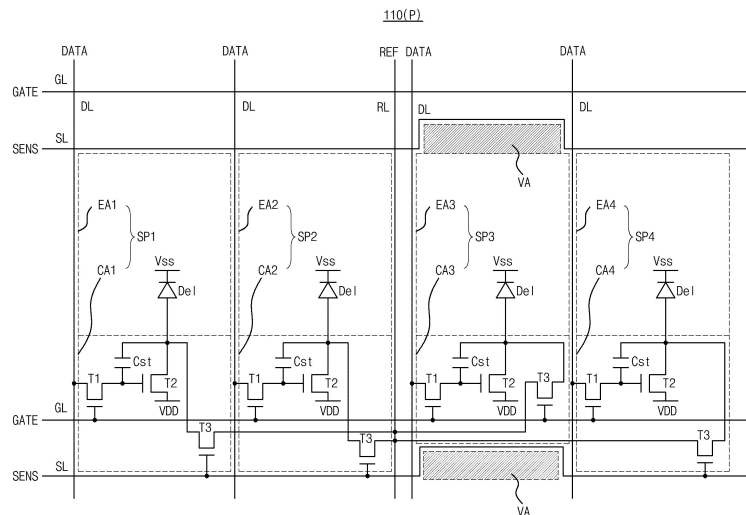 110(P)
DATA DATA REF DATA DATA
GL
GATE
DL DL RL DL DL
SL
SENS
VA
EA1 EA2 EA3 EA4
SP1 SP2 SP3 SP4
CA1 Vss CA2 Vss CA3 Vss CA4 Vss
Del Del Del Del
Cst Cst Cst Cst
T1 T2 T1 T2 T1 T2 T3 T1 T2
VDD VDD VDD VDD
GL
GATE
T3 T3 T3
SL
SENS
VA